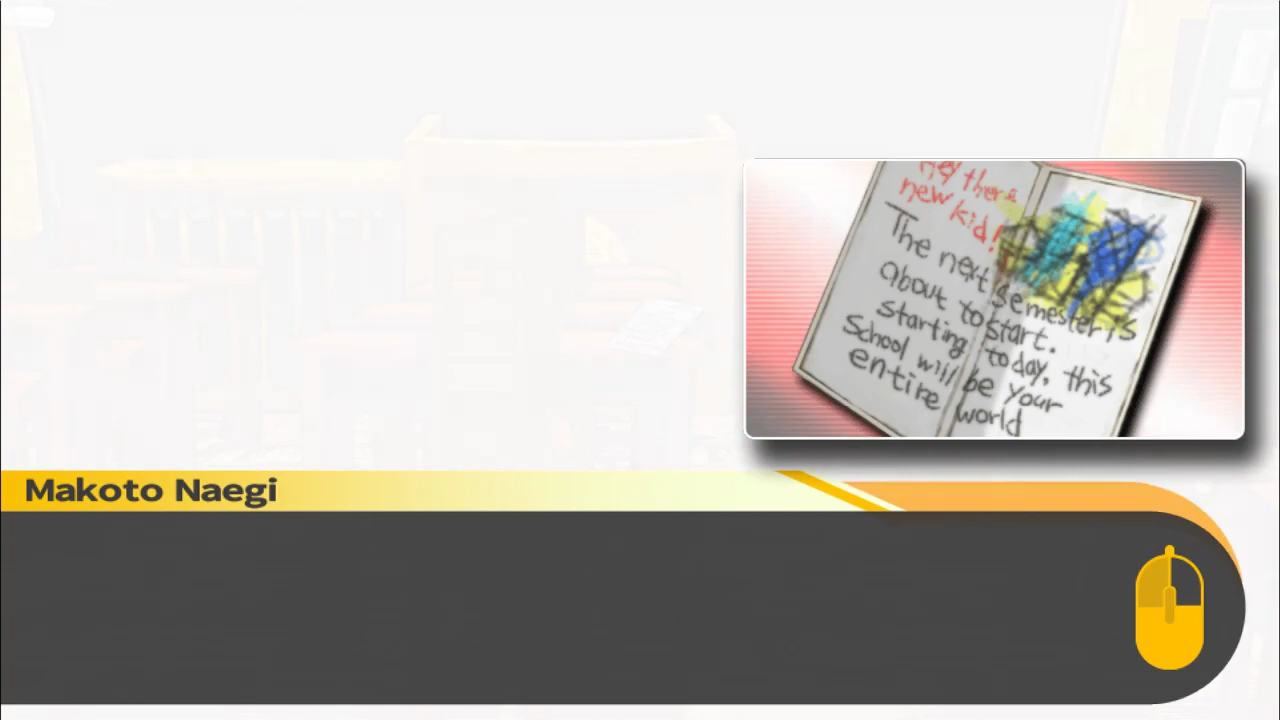 hey there
new kid!
The next semester is
about to start.
Starting today, this
School will be your
entire world
Makoto Naegi